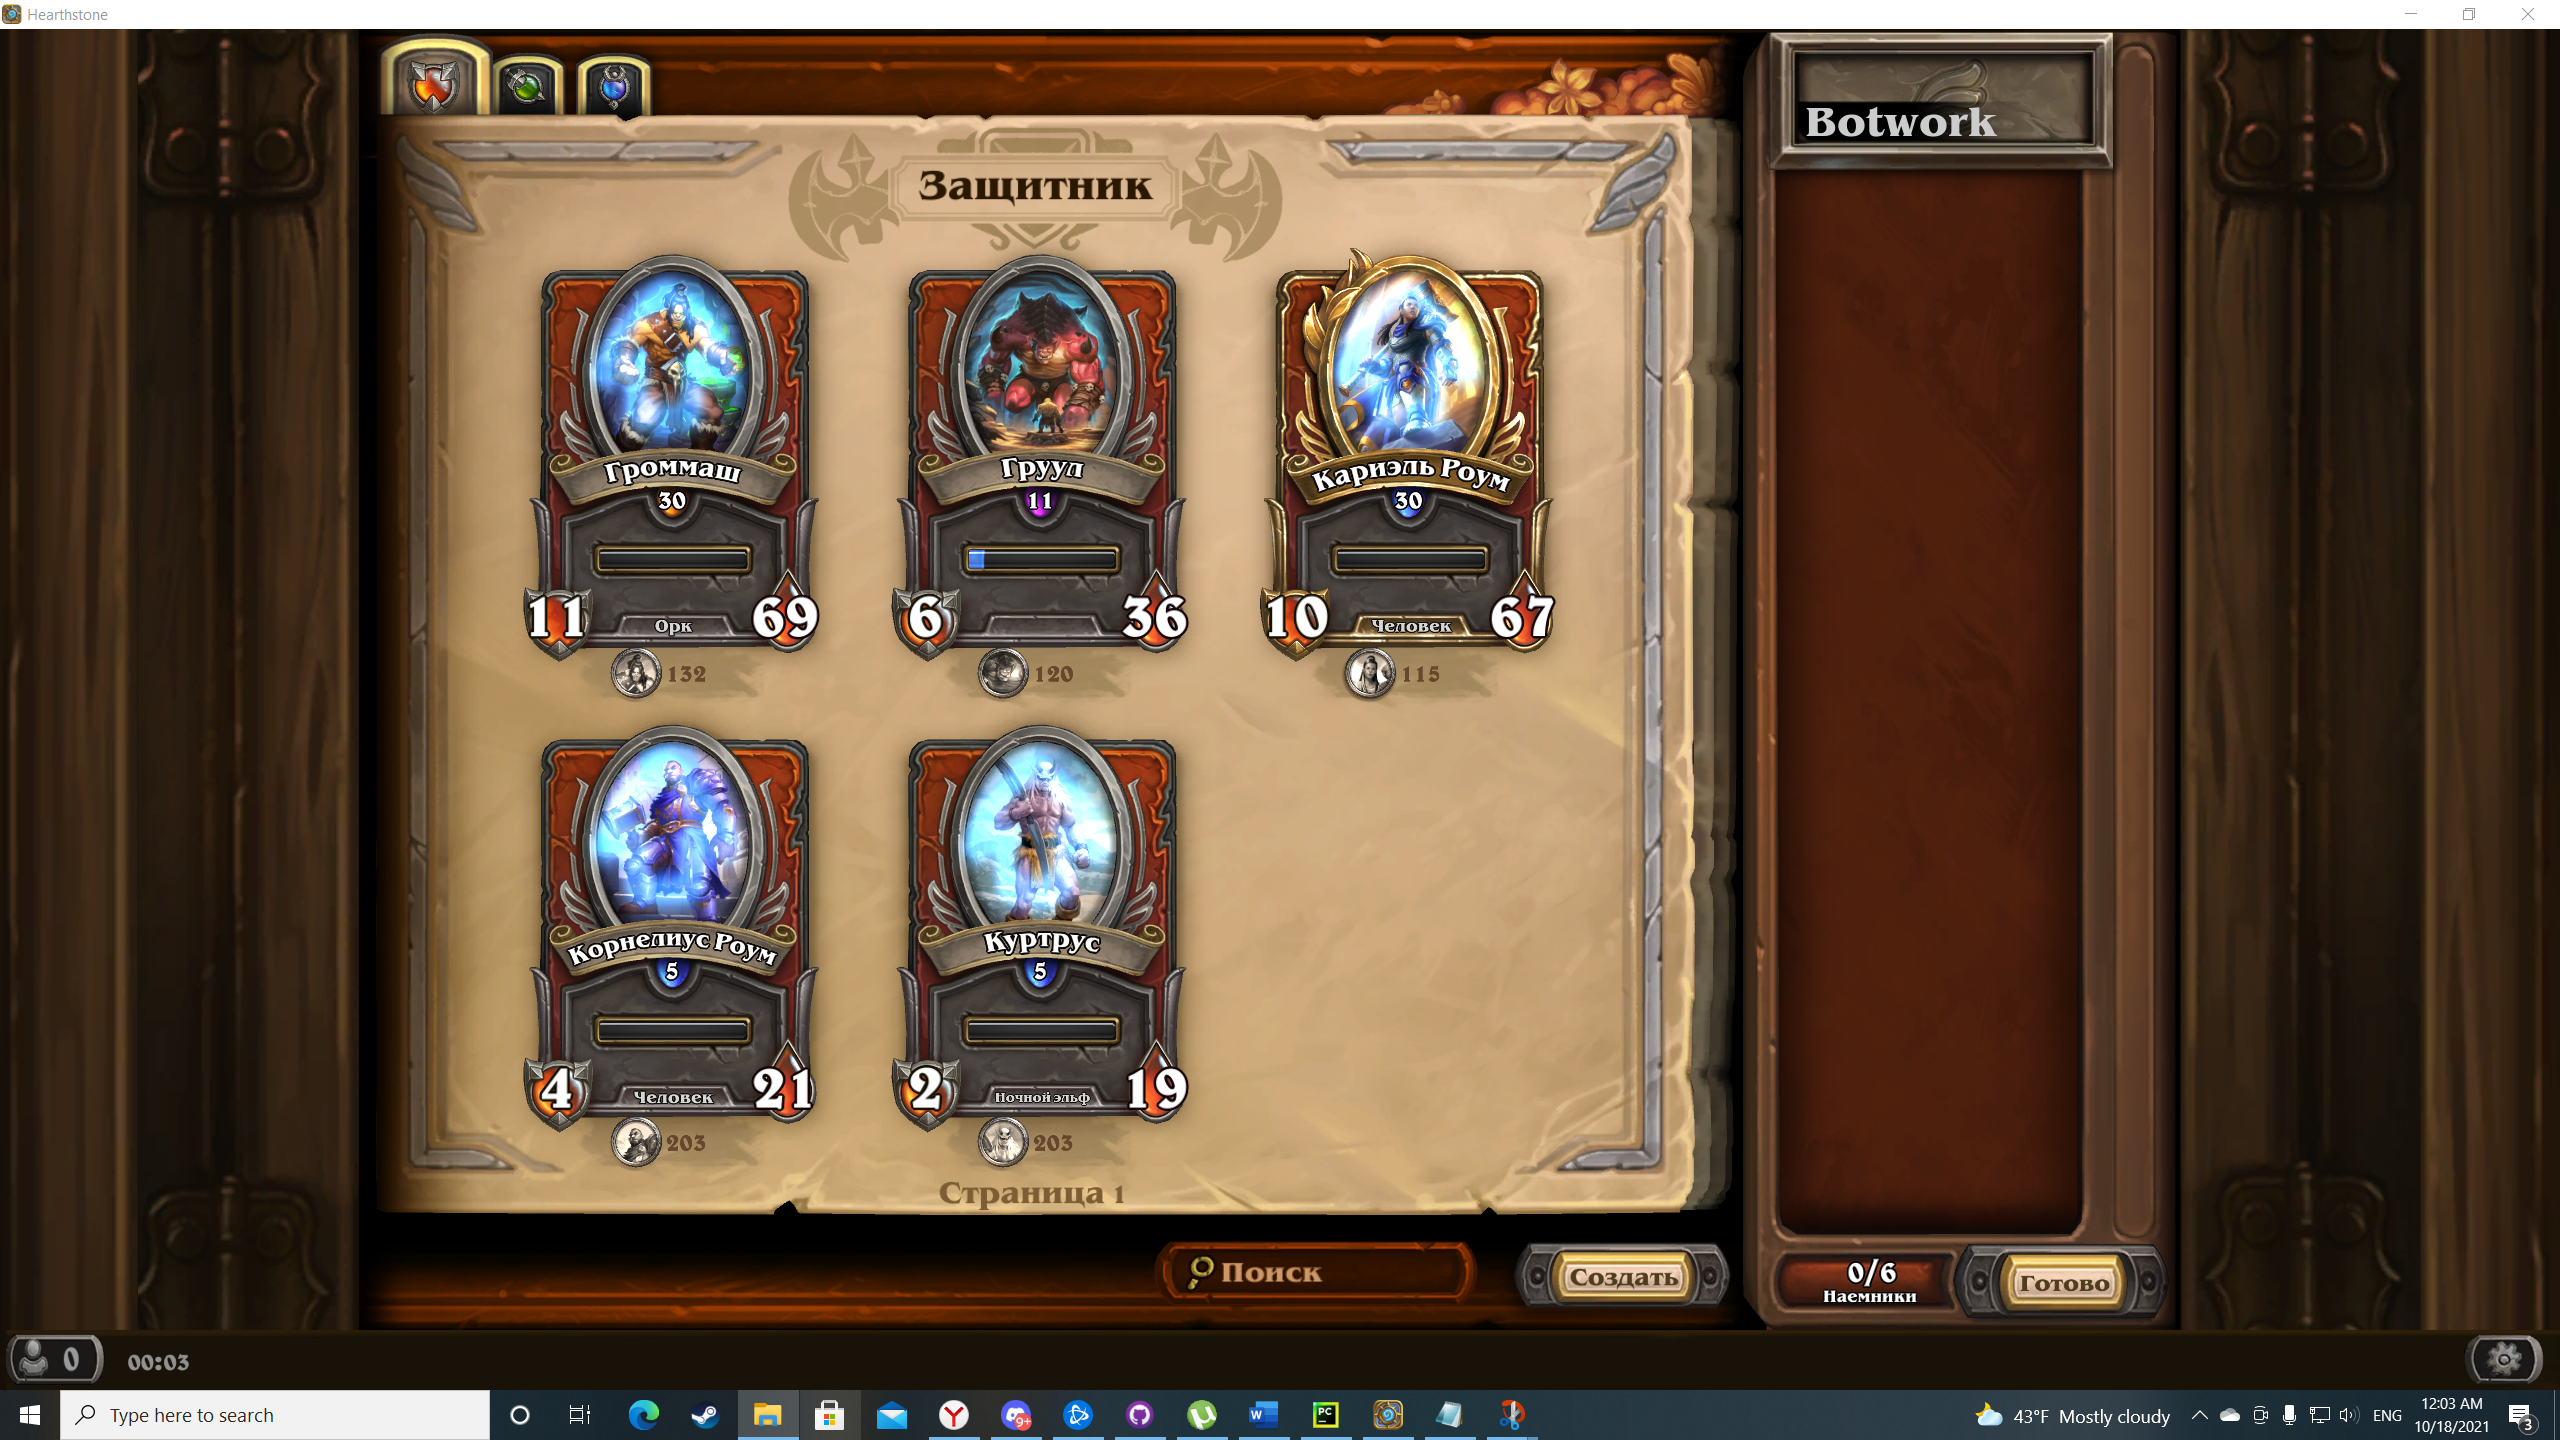 Hearthstone
Botwork
Защитник
Громмаш
30
11
Орк
69
132
Груул
11
6
36
120
Кариэль Роум
30
10
Человек
67
115
Корнелиус Роум
5
4
Человек
21
203
Куртрус
5
2
Ночной эльф
19
203
Страница 1
Поиск
Создать
0/6
Наемники
Готово
0
00:03
Type here to search
9+
W
PC
43°F Mostly cloudy
ENG
12:03 AM
10/18/2021
3